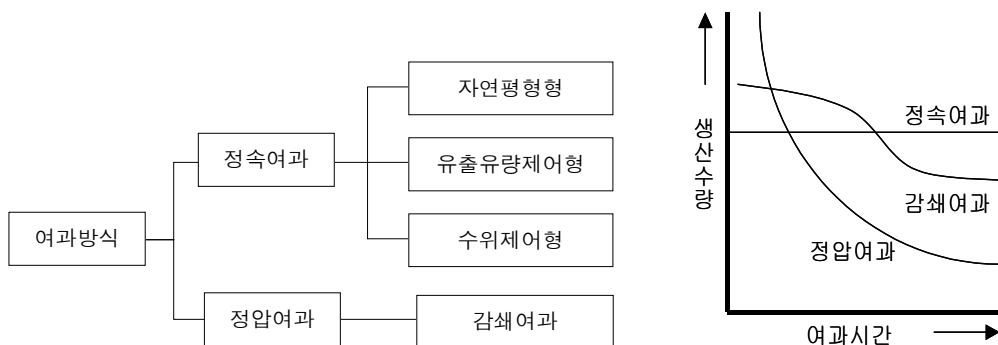 여과방식
정속여과
정압여과
자연평형형
유출유량제어형
수위제어형
감쇄여과
생산수량
정속여과
감쇄여과
정압여과
여과시간